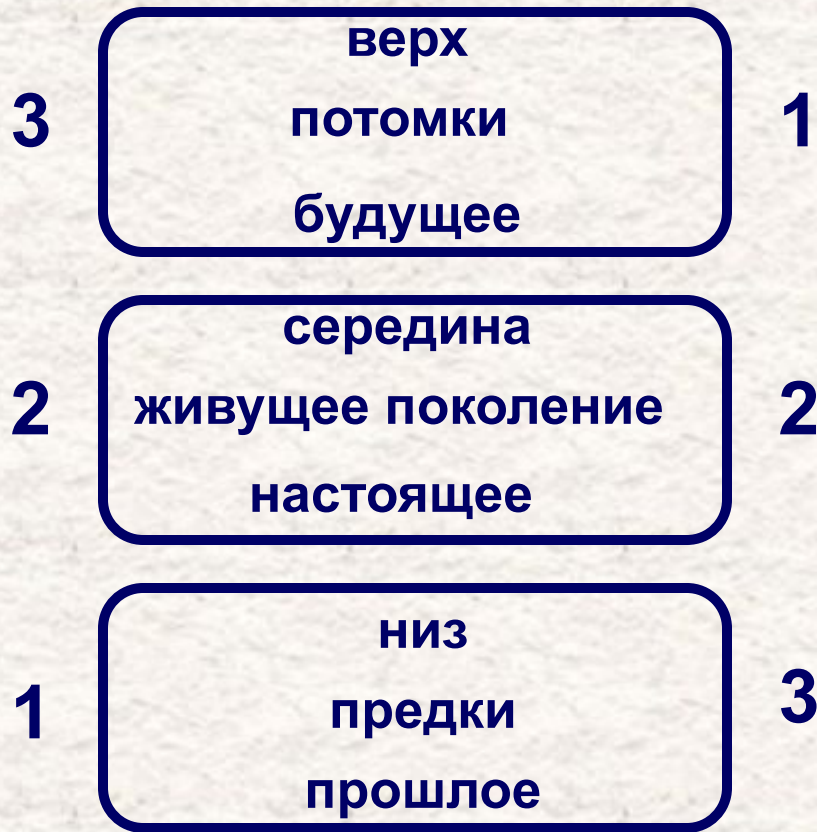 верх
3 потомки 1
будущее
середина
2 живущее поколение 2
настоящее
низ
1 предки 3
прошлое